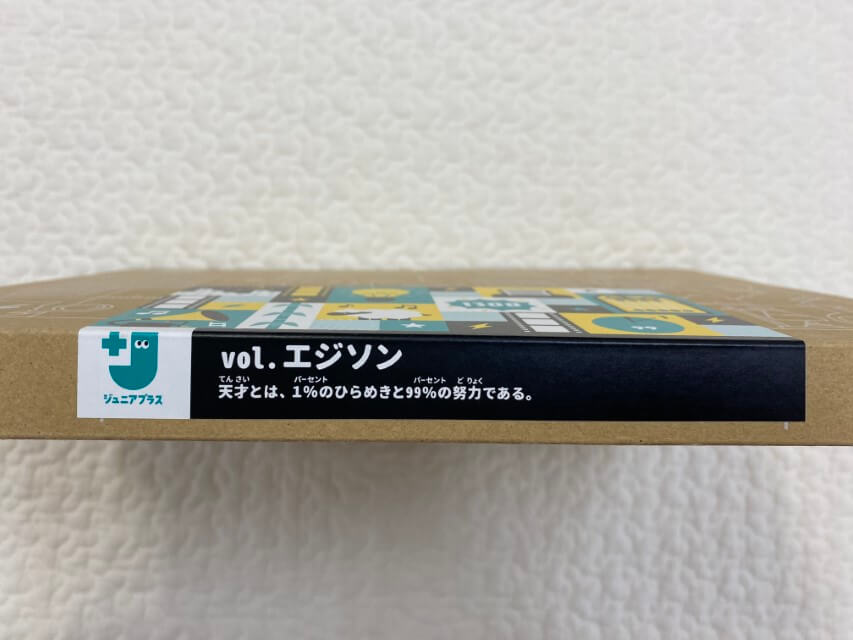 1300
ジュニアプラス
vol.エジソン
てんさい パーセント パーセント どりょく
天才とは、1%のひらめきと99%の努力である。